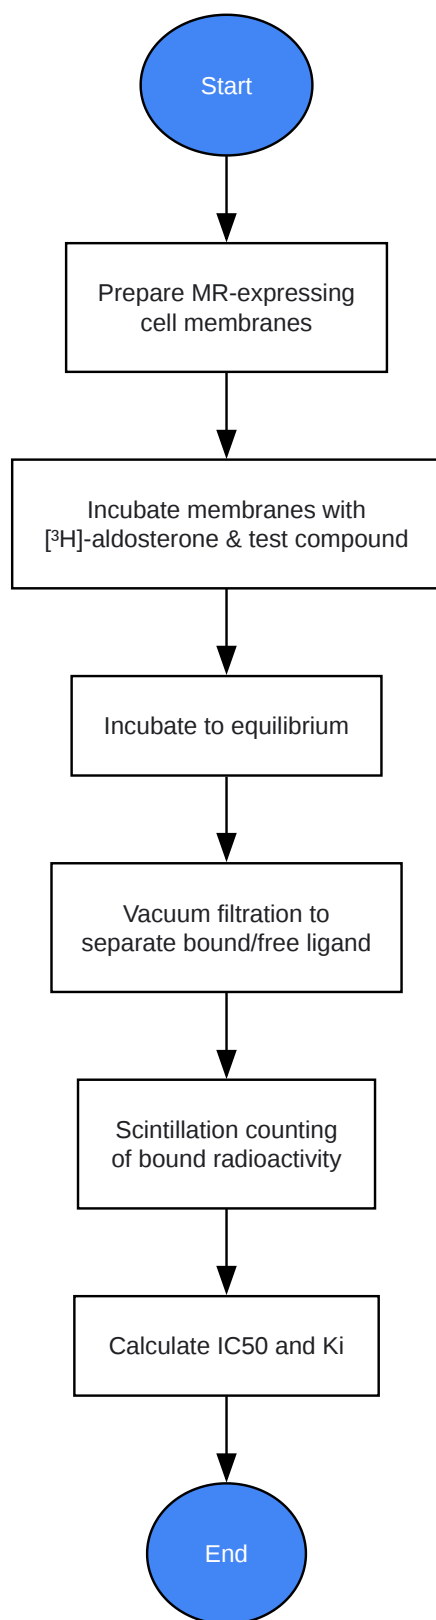 Start
Prepare MR-expressing
cell membranes
Incubate membranes with
[³H]-aldosterone & test compound
Incubate to equilibrium
Vacuum filtration to
separate bound/free ligand
Scintillation counting
of bound radioactivity
Calculate IC50 and Ki
End